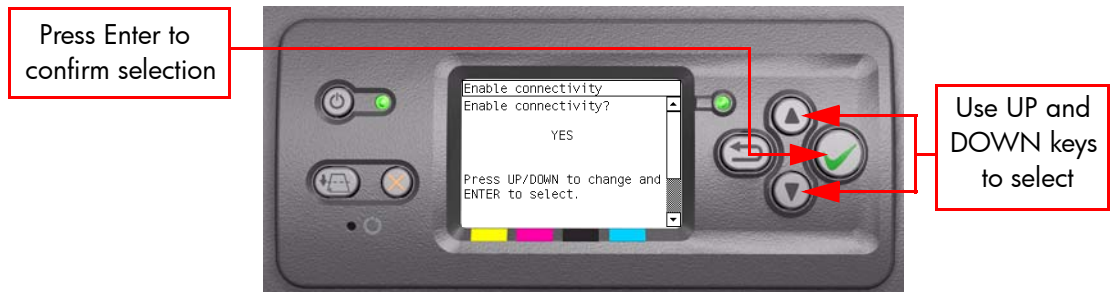 Press Enter to
confirm selection
Enable connectivity
Enable connectivity?
YES
Press UP/DOWN to change and
ENTER to select.
Use UP and
DOWN keys
to select